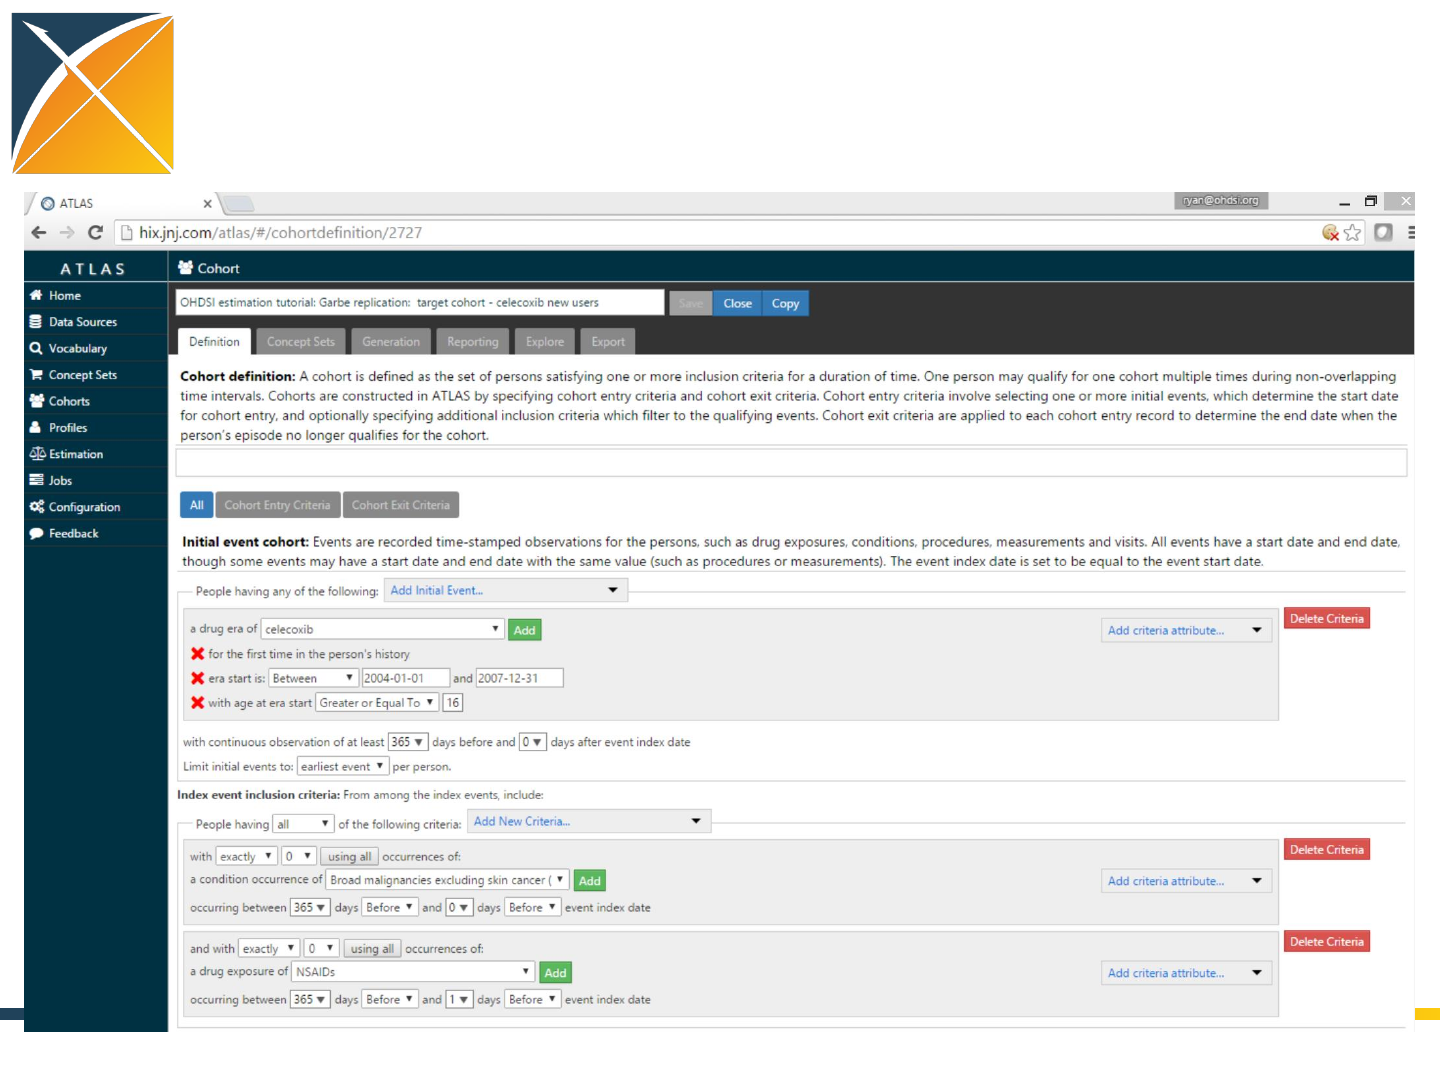 ATLAS
ryan@ohdsi.org
hix.jnj.com/atlas/#/cohortdefinition/2727
ATLAS
Cohort
Home
Data Sources
Vocabulary
Concept Sets
Cohorts
Profiles
Estimation
Jobs
Configuration
Feedback
OHDSI estimation tutorial: Garbe replication: target cohort - celecoxib new users
Save Close Copy
Definition Concept Sets Generation Reporting Explore Export
Cohort definition: A cohort is defined as the set of persons satisfying one or more inclusion criteria for a duration of time. One person may qualify for one cohort multiple times during non-overlapping
time intervals. Cohorts are constructed in ATLAS by specifying cohort entry criteria and cohort exit criteria. Cohort entry criteria involve selecting one or more initial events, which determine the start date
for cohort entry, and optionally specifying additional inclusion criteria which filter to the qualifying events. Cohort exit criteria are applied to each cohort entry record to determine the end date when the
person's episode no longer qualifies for the cohort.
All Cohort Entry Criteria Cohort Exit Criteria
Initial event cohort: Events are recorded time-stamped observations for the persons, such as drug exposures, conditions, procedures, measurements and visits. All events have a start date and end date,
though some events may have a start date and end date with the same value (such as procedures or measurements). The event index date is set to be equal to the event start date.
People having any of the following: Add Initial Event...
a drug era of celecoxib Add Add criteria attribute... Delete Criteria
for the first time in the person's history
era start is: Between 2004-01-01 and 2007-12-31
with age at era start Greater or Equal To 16
with continuous observation of at least 365 days before and 0 days after event index date
Limit initial events to: earliest event per person.
Index event inclusion criteria: From among the index events, include:
People having all of the following criteria: Add New Criteria...
with exactly 0 using all occurrences of: Delete Criteria
a condition occurrence of Broad malignancies excluding skin cancer ( Add Add criteria attribute...
occurring between 365 days Before and 0 days Before event index date
and with exactly 0 using all occurrences of: Delete Criteria
a drug exposure of NSAIDs Add Add criteria attribute...
occurring between 365 days Before and 1 days Before event index date